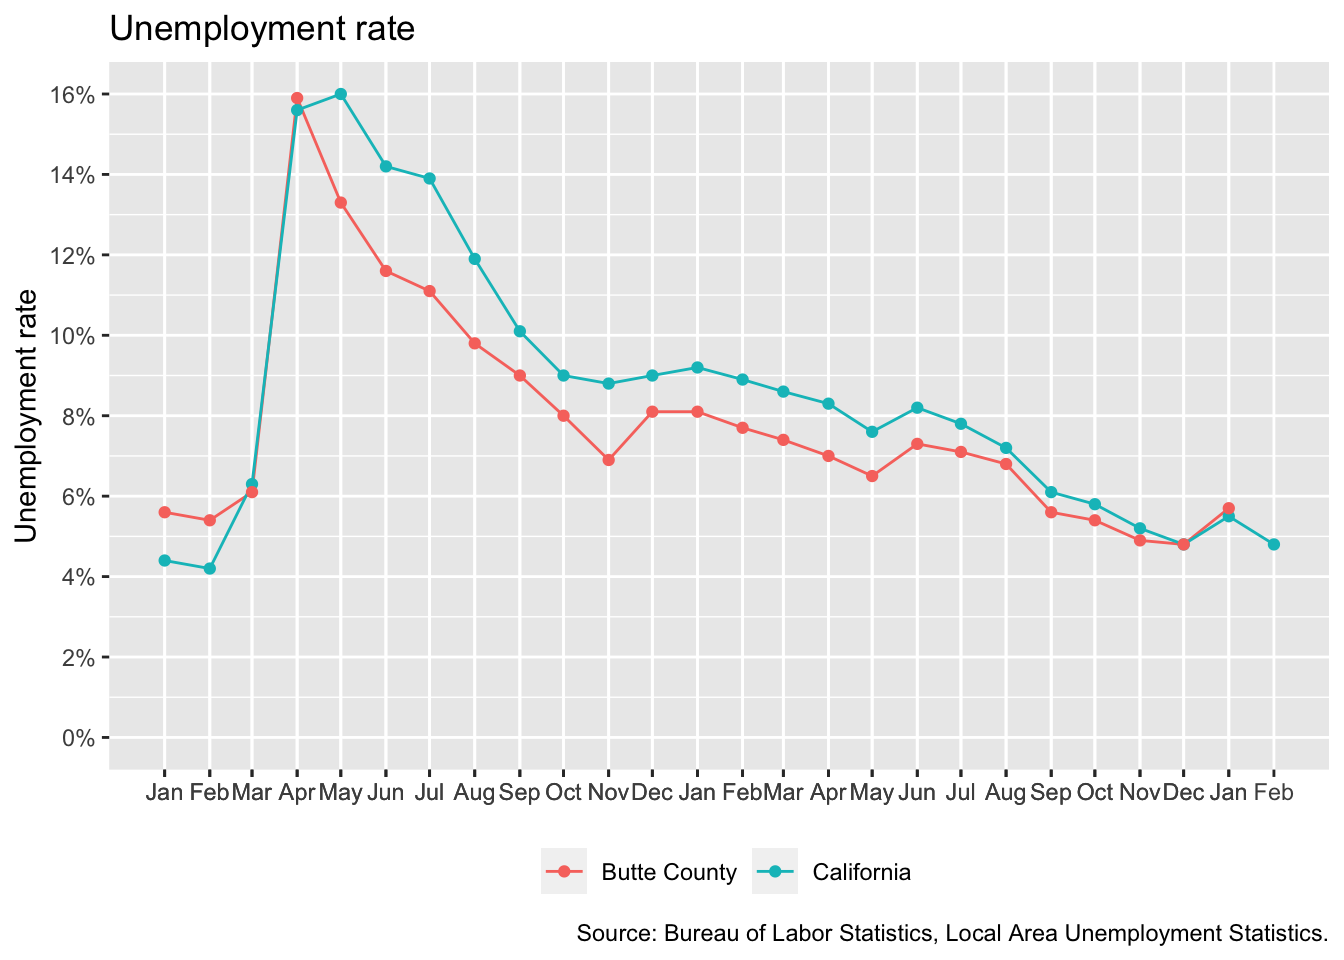 Unemployment rate
Unemployment rate
16%
14%
12%
10%
8%
6%
4%
2%
0%
Jan Feb Mar Apr May Jun Jul Aug Sep Oct Nov Dec Jan Feb Mar Apr May Jun Jul Aug Sep Oct Nov Dec Jan Feb
Butte County California
Source: Bureau of Labor Statistics, Local Area Unemployment Statistics.